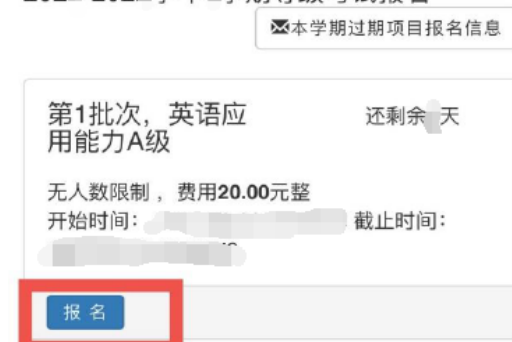 本学期过期项目报名信息
第1批次，英语应
还剩余 天
用能力A级
无人数限制 ，费用20.00元整
开始时间： 截止时间：
报 名